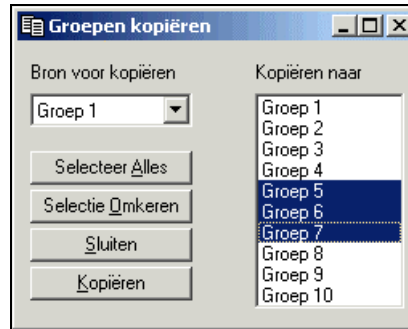 Groepen kopiëren
Bron voor kopiëren
Groep 1
Selecteer Alles
Selectie Omkeren
Sluiten
Kopiëren
Kopiëren naar
Groep 1
Groep 2
Groep 3
Groep 4
Groep 5
Groep 6
Groep 7
Groep 8
Groep 9
Groep 10